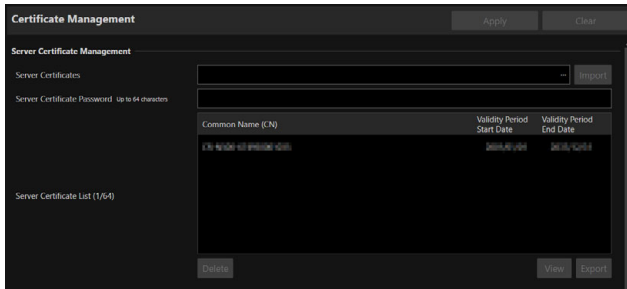 Certificate Management
Apply
Clear
Server Certificate Management
Server Certificates
...
Import
Server Certificate Password Up to 64 characters
Common Name (CN)
Validity Period
Start Date
Validity Period
End Date
Server Certificate List (1/64)
Delete
View
Export